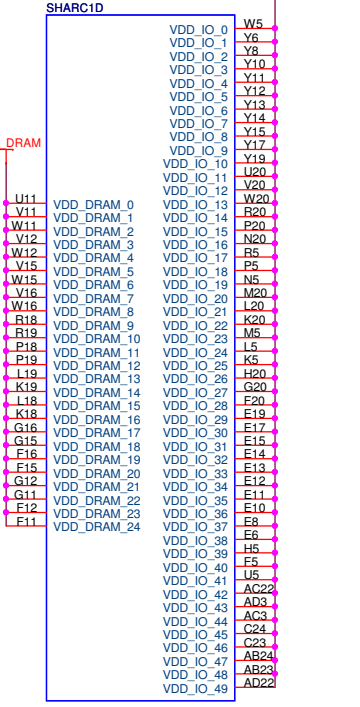 SHARC1D
DRAM
U11 VDD_DRAM_0
V11 VDD_DRAM_1
W11 VDD_DRAM_2
V12 VDD_DRAM_3
W12 VDD_DRAM_4
V15 VDD_DRAM_5
W15 VDD_DRAM_6
V16 VDD_DRAM_7
W16 VDD_DRAM_8
R18 VDD_DRAM_9
R19 VDD_DRAM_10
P18 VDD_DRAM_11
P19 VDD_DRAM_12
L19 VDD_DRAM_13
K19 VDD_DRAM_14
L18 VDD_DRAM_15
K18 VDD_DRAM_16
G16 VDD_DRAM_17
G15 VDD_DRAM_18
F16 VDD_DRAM_19
F15 VDD_DRAM_20
G12 VDD_DRAM_21
G11 VDD_DRAM_22
F12 VDD_DRAM_23
F11 VDD_DRAM_24
VDD_IO_0 W5
VDD_IO_1 Y6
VDD_IO_2 Y8
VDD_IO_3 Y10
VDD_IO_4 Y11
VDD_IO_5 Y12
VDD_IO_6 Y13
VDD_IO_7 Y14
VDD_IO_8 Y15
VDD_IO_9 Y17
VDD_IO_10 Y19
VDD_IO_11 U20
VDD_IO_12 V20
VDD_IO_13 W20
VDD_IO_14 R20
VDD_IO_15 P20
VDD_IO_16 N20
VDD_IO_17 R5
VDD_IO_18 P5
VDD_IO_19 N5
VDD_IO_20 M20
VDD_IO_21 L20
VDD_IO_22 K20
VDD_IO_23 M5
VDD_IO_24 L5
VDD_IO_25 K5
VDD_IO_26 H20
VDD_IO_27 G20
VDD_IO_28 F20
VDD_IO_29 E19
VDD_IO_30 E17
VDD_IO_31 E15
VDD_IO_32 E14
VDD_IO_33 E13
VDD_IO_34 E12
VDD_IO_35 E11
VDD_IO_36 E10
VDD_IO_37 E8
VDD_IO_38 E6
VDD_IO_39 H5
VDD_IO_40 F5
VDD_IO_41 U5
VDD_IO_42 AC22
VDD_IO_43 AD3
VDD_IO_44 AC3
VDD_IO_45 C24
VDD_IO_46 C23
VDD_IO_47 AB24
VDD_IO_48 AB23
VDD_IO_49 AD22